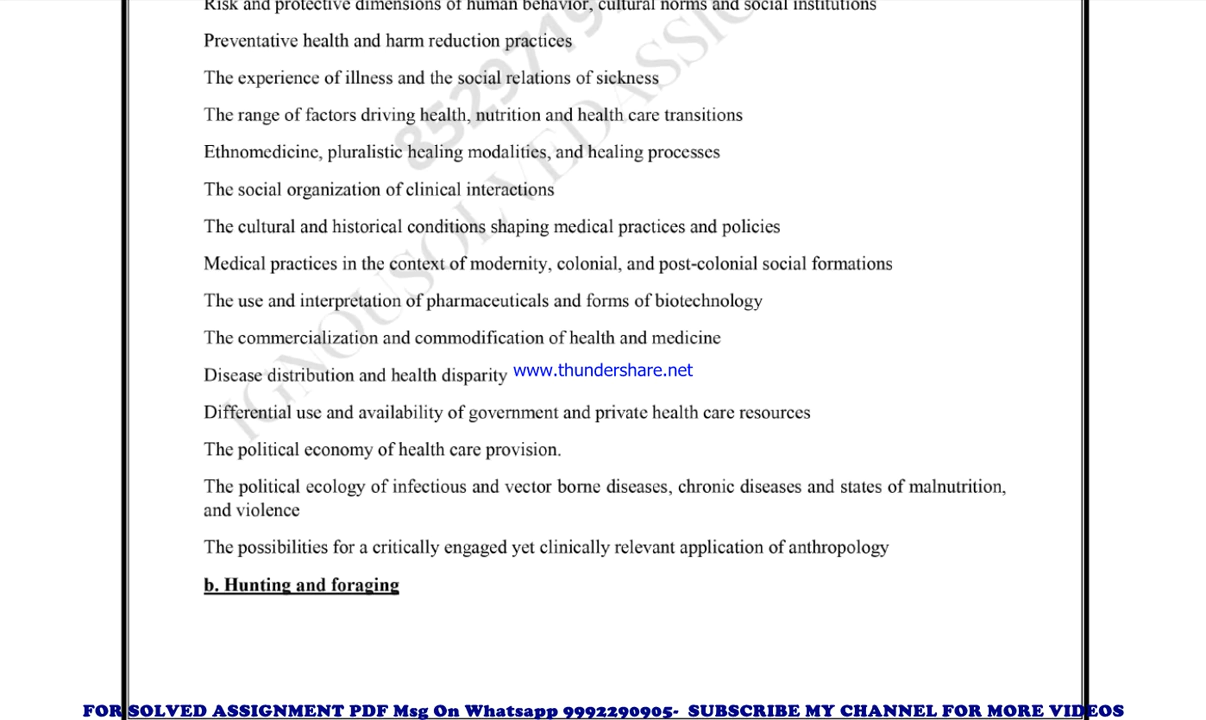 Risk and protective dimensions of human behavior, cultural norms and social institutions
Preventative health and harm reduction practices
The experience of illness and the social relations of sickness
The range of factors driving health, nutrition and health care transitions
Ethnomedicine, pluralistic healing modalities, and healing processes
The social organization of clinical interactions
The cultural and historical conditions shaping medical practices and policies
Medical practices in the context of modernity, colonial, and post-colonial social formations
The use and interpretation of pharmaceuticals and forms of biotechnology
The commercialization and commodification of health and medicine
Disease distribution and health disparity www.thundershare.net
Differential use and availability of government and private health care resources
The political economy of health care provision.
The political ecology of infectious and vector borne diseases, chronic diseases and states of malnutrition,
and violence
The possibilities for a critically engaged yet clinically relevant application of anthropology
b. Hunting and foraging
IGNOUSOLVEDASSIG
852971
FOR SOLVED ASSIGNMENT PDF Msg On Whatsapp 9992290905- SUBSCRIBE MY CHANNEL FOR MORE VIDEOS